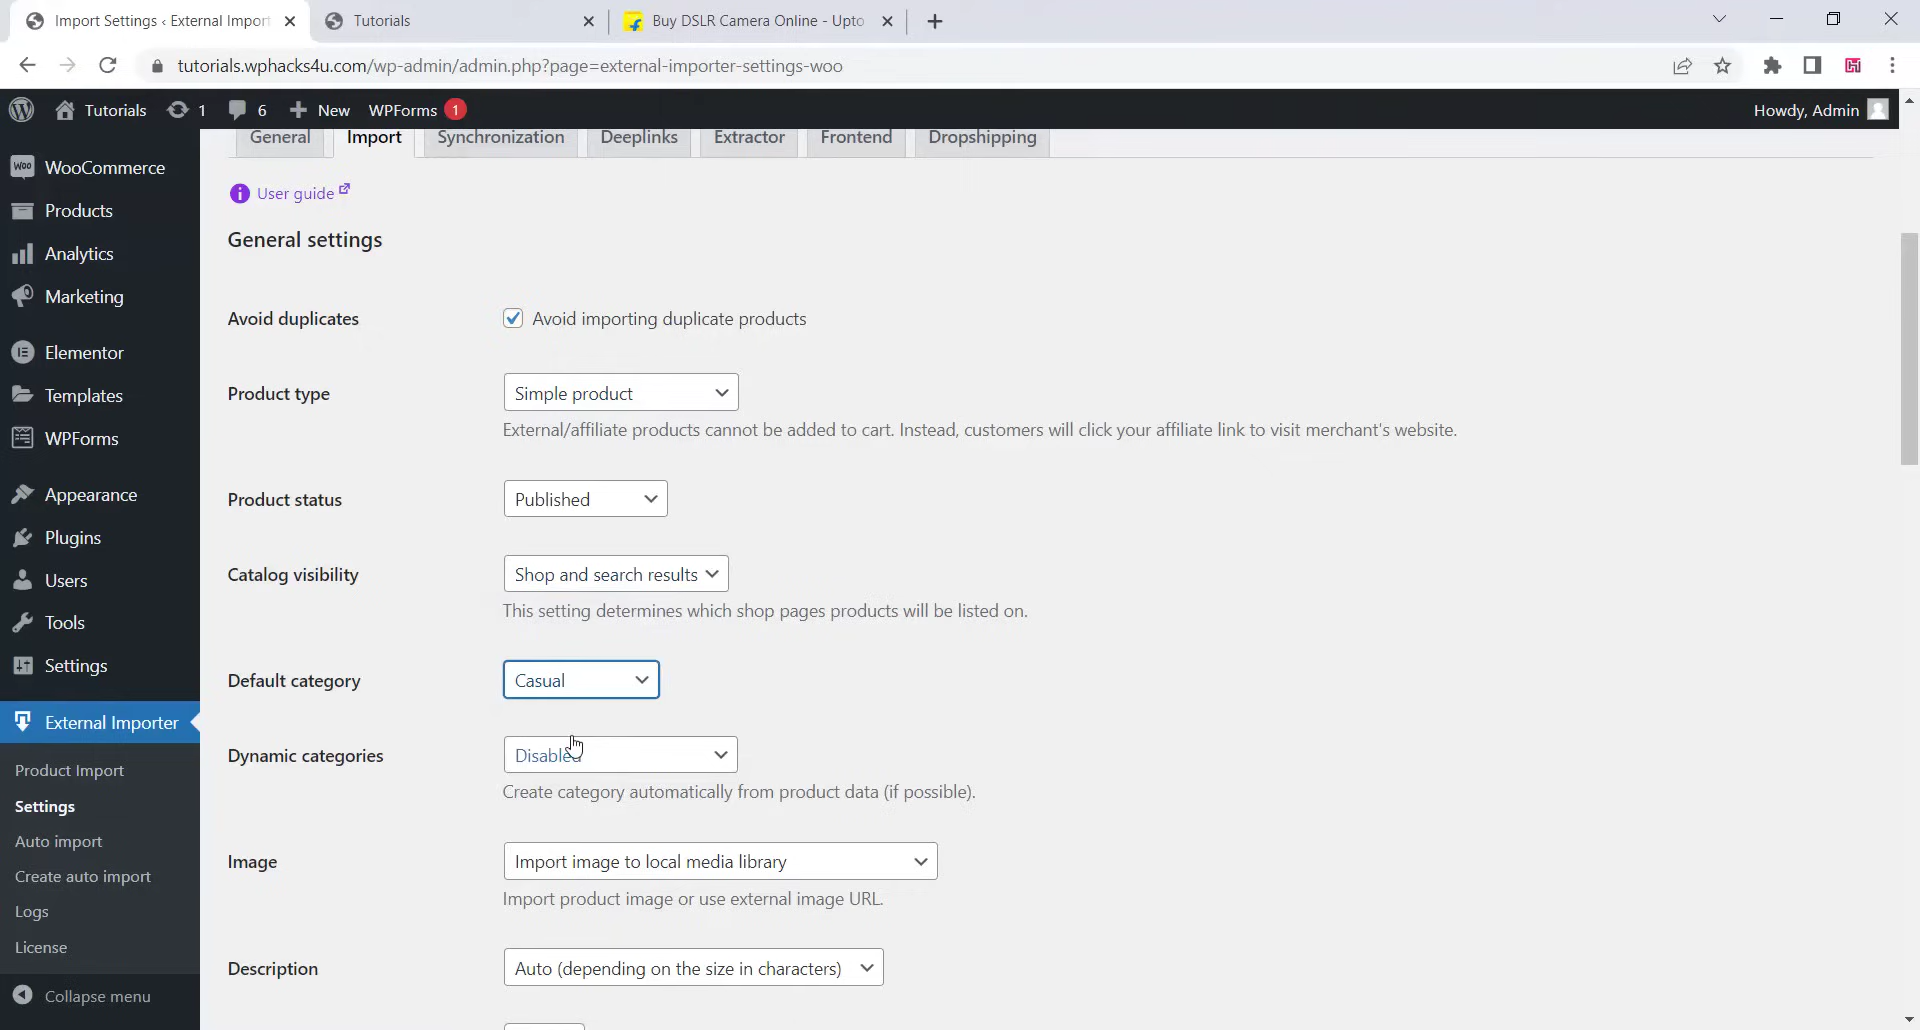 Import Settings ‹ External Import
Tutorials
Buy DSLR Camera Online - Upto
tutorials.wphacks4u.com/wp-admin/admin.php?page=external-importer-settings-woo
Tutorials
1
6
New
WPForms 1
Howdy, Admin
WooCommerce
Products
Analytics
Marketing
Elementor
Templates
WPForms
Appearance
Plugins
Users
Tools
Settings
External Importer
Product Import
Settings
Auto import
Create auto import
Logs
License
Collapse menu
General
Import
Synchronization
Deeplinks
Extractor
Frontend
Dropshipping
User guide
General settings
Avoid duplicates
Avoid importing duplicate products
Product type
Simple product
External/affiliate products cannot be added to cart. Instead, customers will click your affiliate link to visit merchant's website.
Product status
Published
Catalog visibility
Shop and search results
This setting determines which shop pages products will be listed on.
Default category
Casual
Dynamic categories
Disabled
Create category automatically from product data (if possible).
Image
Import image to local media library
Import product image or use external image URL.
Description
Auto (depending on the size in characters)